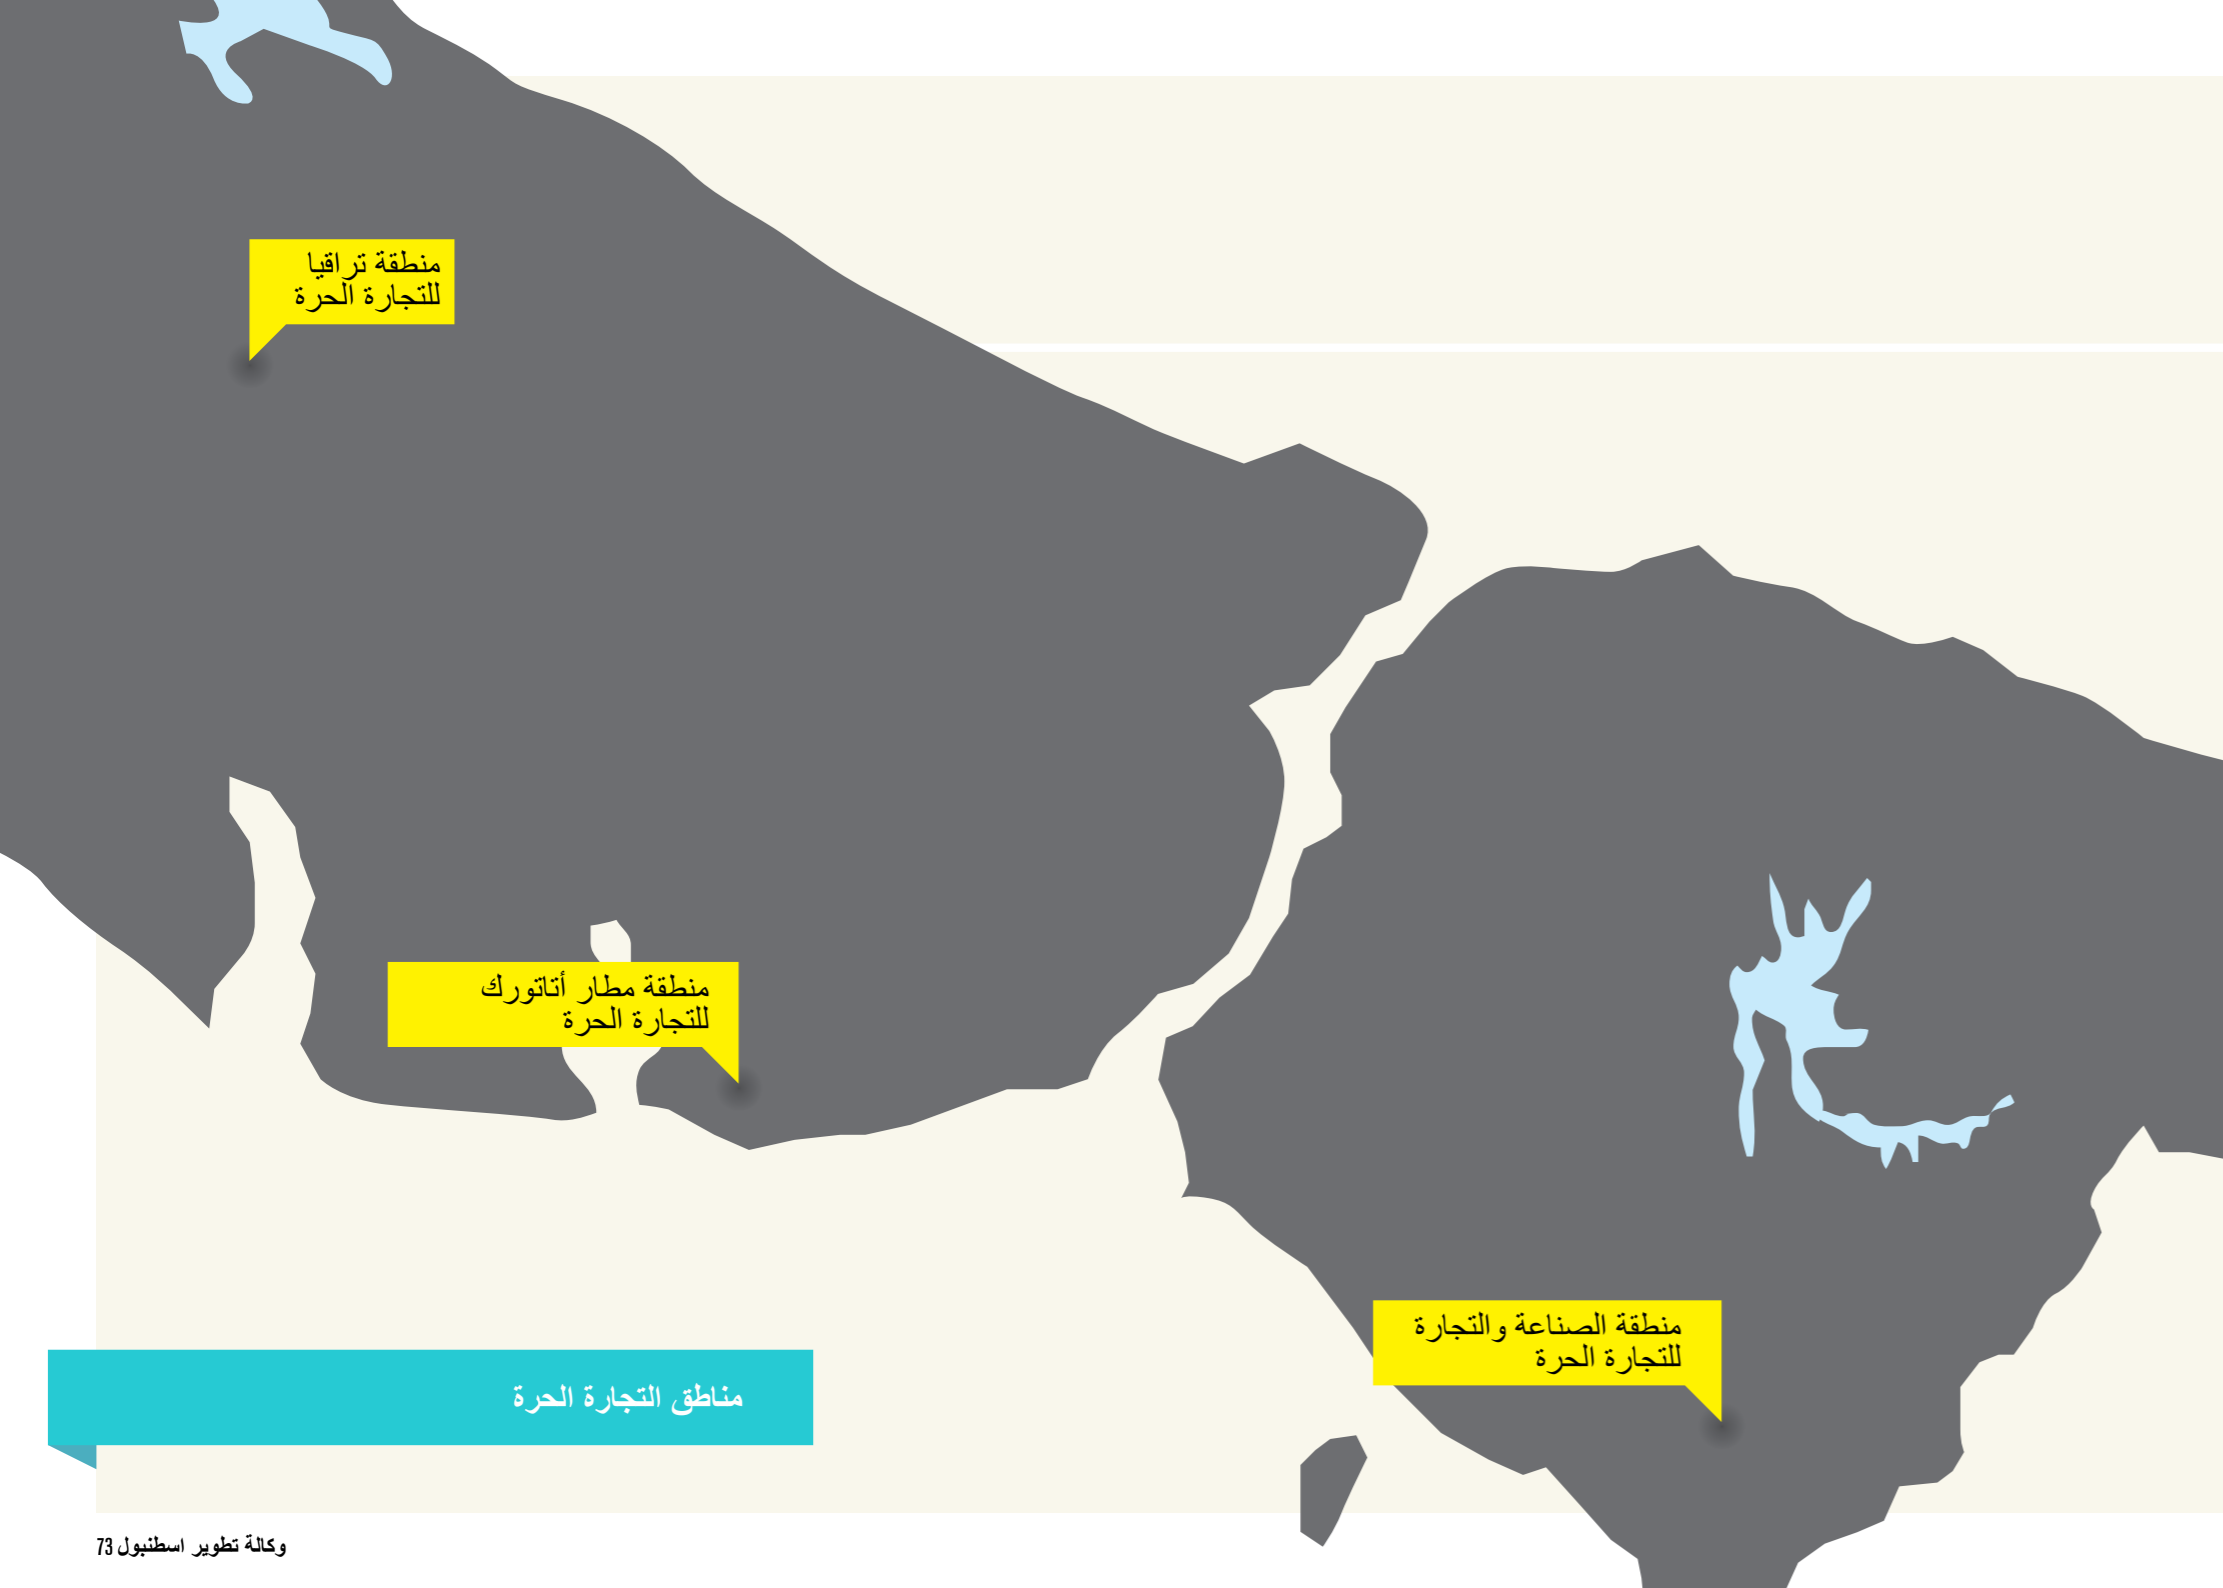 منطقة تراقيا
للتجارة الحرة
منطقة مطار أتاتورك
للتجارة الحرة
منطقة الصناعة والتجارة
للتجارة الحرة
مناطق التجارة الحرة
وكالة تطوير اسطنبول 73